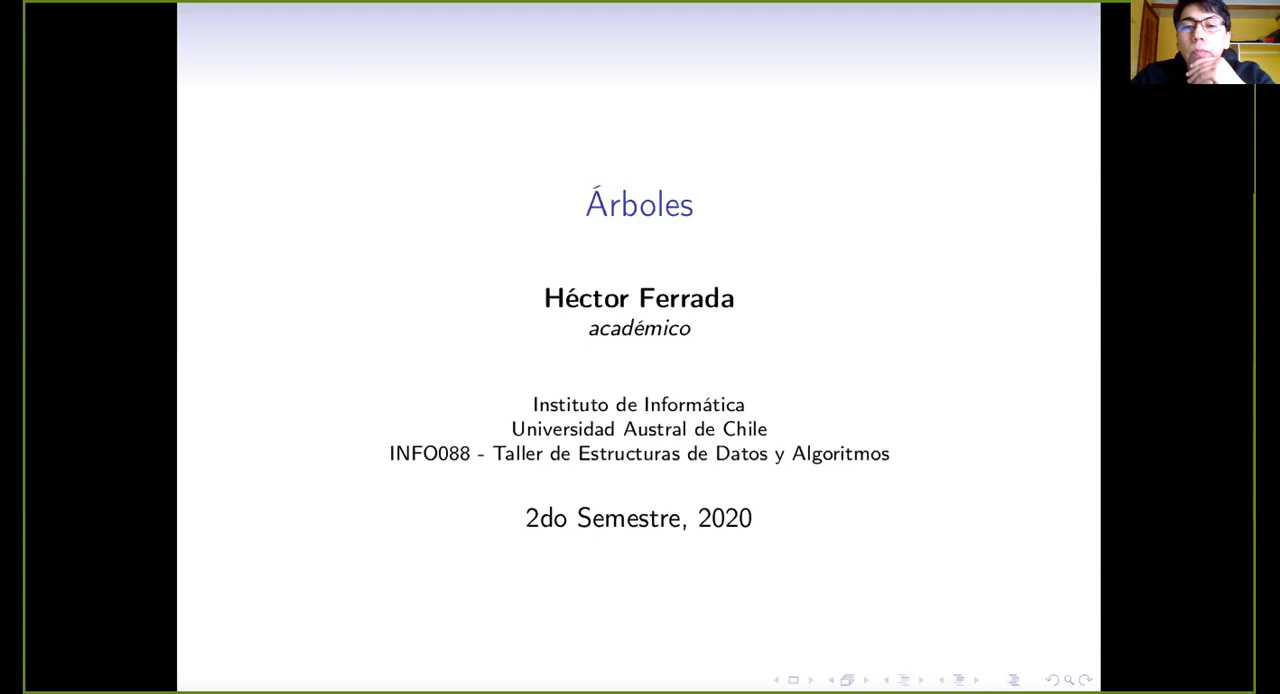 Árboles
Héctor Ferrada
académico
Instituto de Informática
Universidad Austral de Chile
INFO088 - Taller de Estructuras de Datos y Algoritmos
2do Semestre, 2020